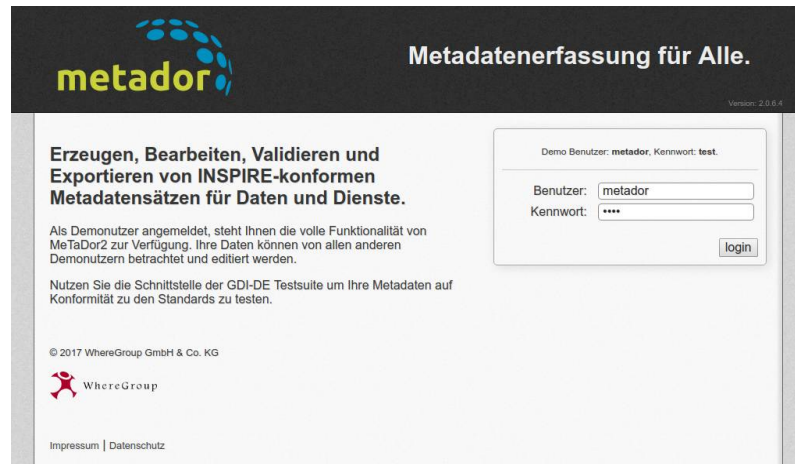 metador
Metadatenerfassung für Alle.
Version: 2.0.6.4
Erzeugen, Bearbeiten, Validieren und
Exportieren von INSPIRE-konformen
Metadatensätzen für Daten und Dienste.
Als Demonutzer angemeldet, steht Ihnen die volle Funktionalität von
MeTaDor2 zur Verfügung. Ihre Daten können von allen anderen
Demonutzern betrachtet und editiert werden.
Nutzen Sie die Schnittstelle der GDI-DE Testsuite um Ihre Metadaten auf
Konformität zu den Standards zu testen.
Demo Benutzer: metador, Kennwort: test.
Benutzer: metador
Kennwort: ••••
login
© 2017 WhereGroup GmbH & Co. KG
WhereGroup
Impressum | Datenschutz